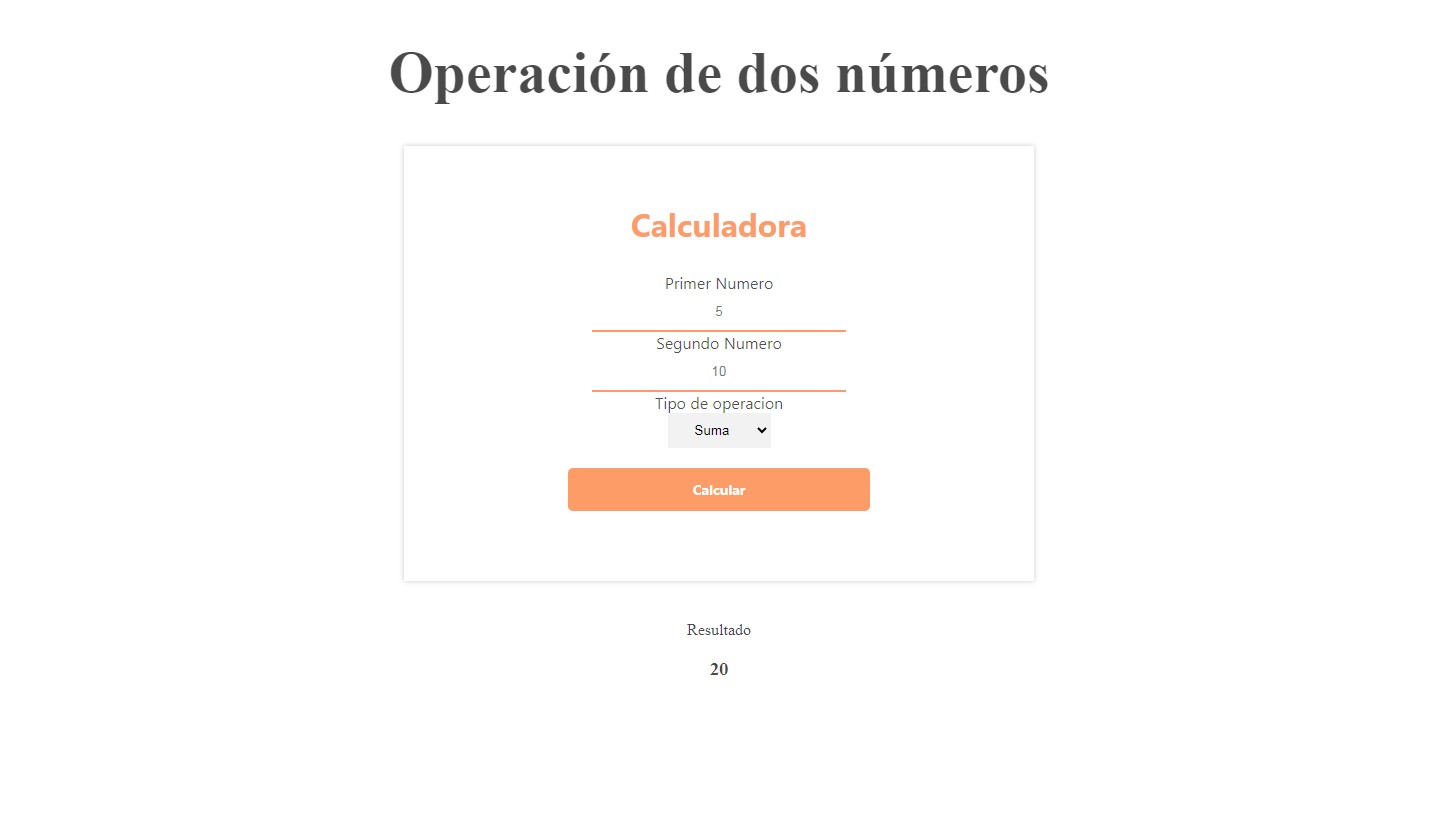 Operación de dos números
Calculadora
Primer Numero
5
Segundo Numero
10
Tipo de operacion
Suma
Calcular
Resultado
20